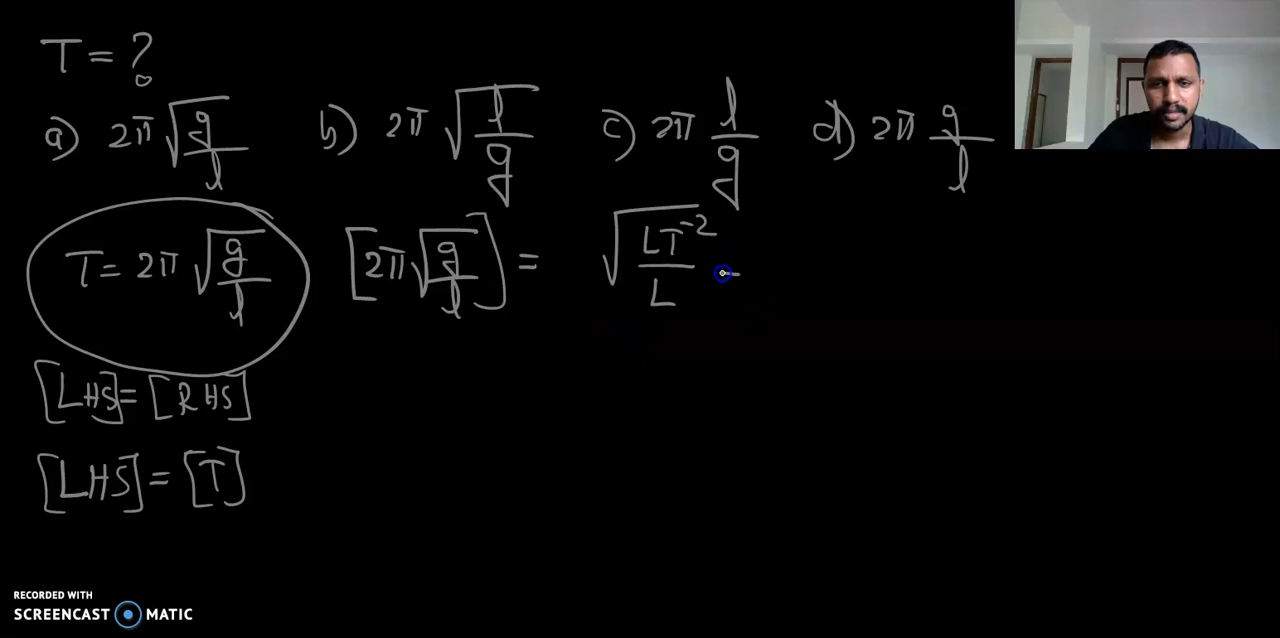 T = ?
a) 2π √(g/l) b) 2π √(l/g) c) 2π l/g d) 2π g/l
T = 2π √(g/l) [2π √(g/l)] = √(LT⁻²/L) =
[LHS] = [RHS]
[LHS] = [T]
RECORDED WITH
SCREENCAST MATIC